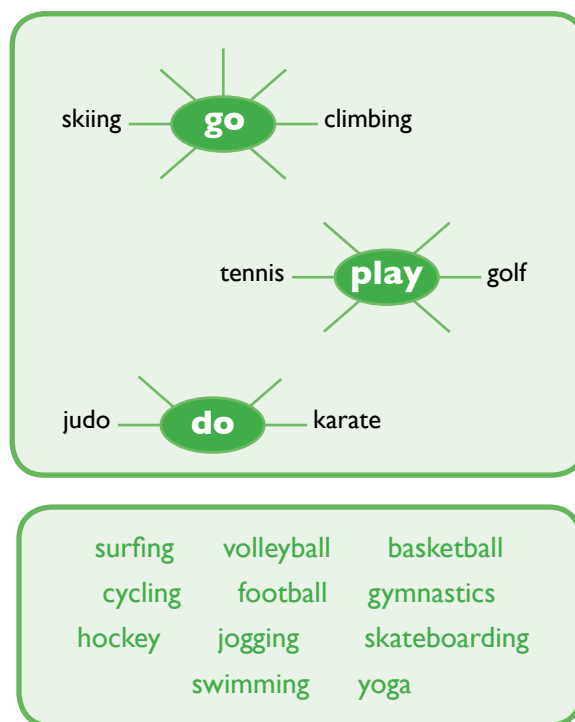 go
skiing climbing
play
tennis golf
do
judo karate
surfing volleyball basketball
cycling football gymnastics
hockey jogging skateboarding
swimming yoga